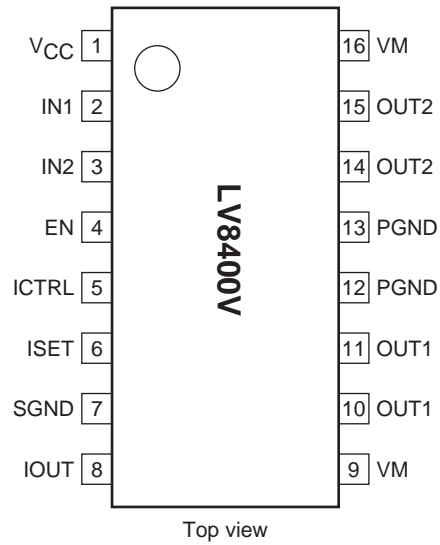 VCC 1 16 VM
IN1 2 15 OUT2
IN2 3 14 OUT2
EN 4 13 PGND
ICTRL 5 12 PGND
ISET 6 11 OUT1
SGND 7 10 OUT1
IOUT 8 9 VM
LV8400V
Top view